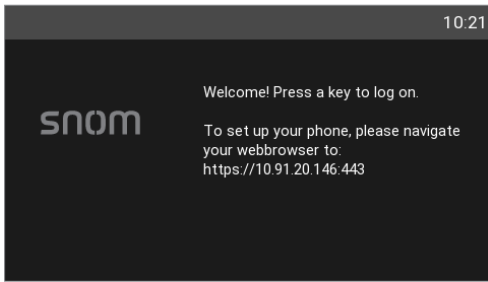 10:21
snom
Welcome! Press a key to log on.
To set up your phone, please navigate
your webbrowser to:
https://10.91.20.146:443